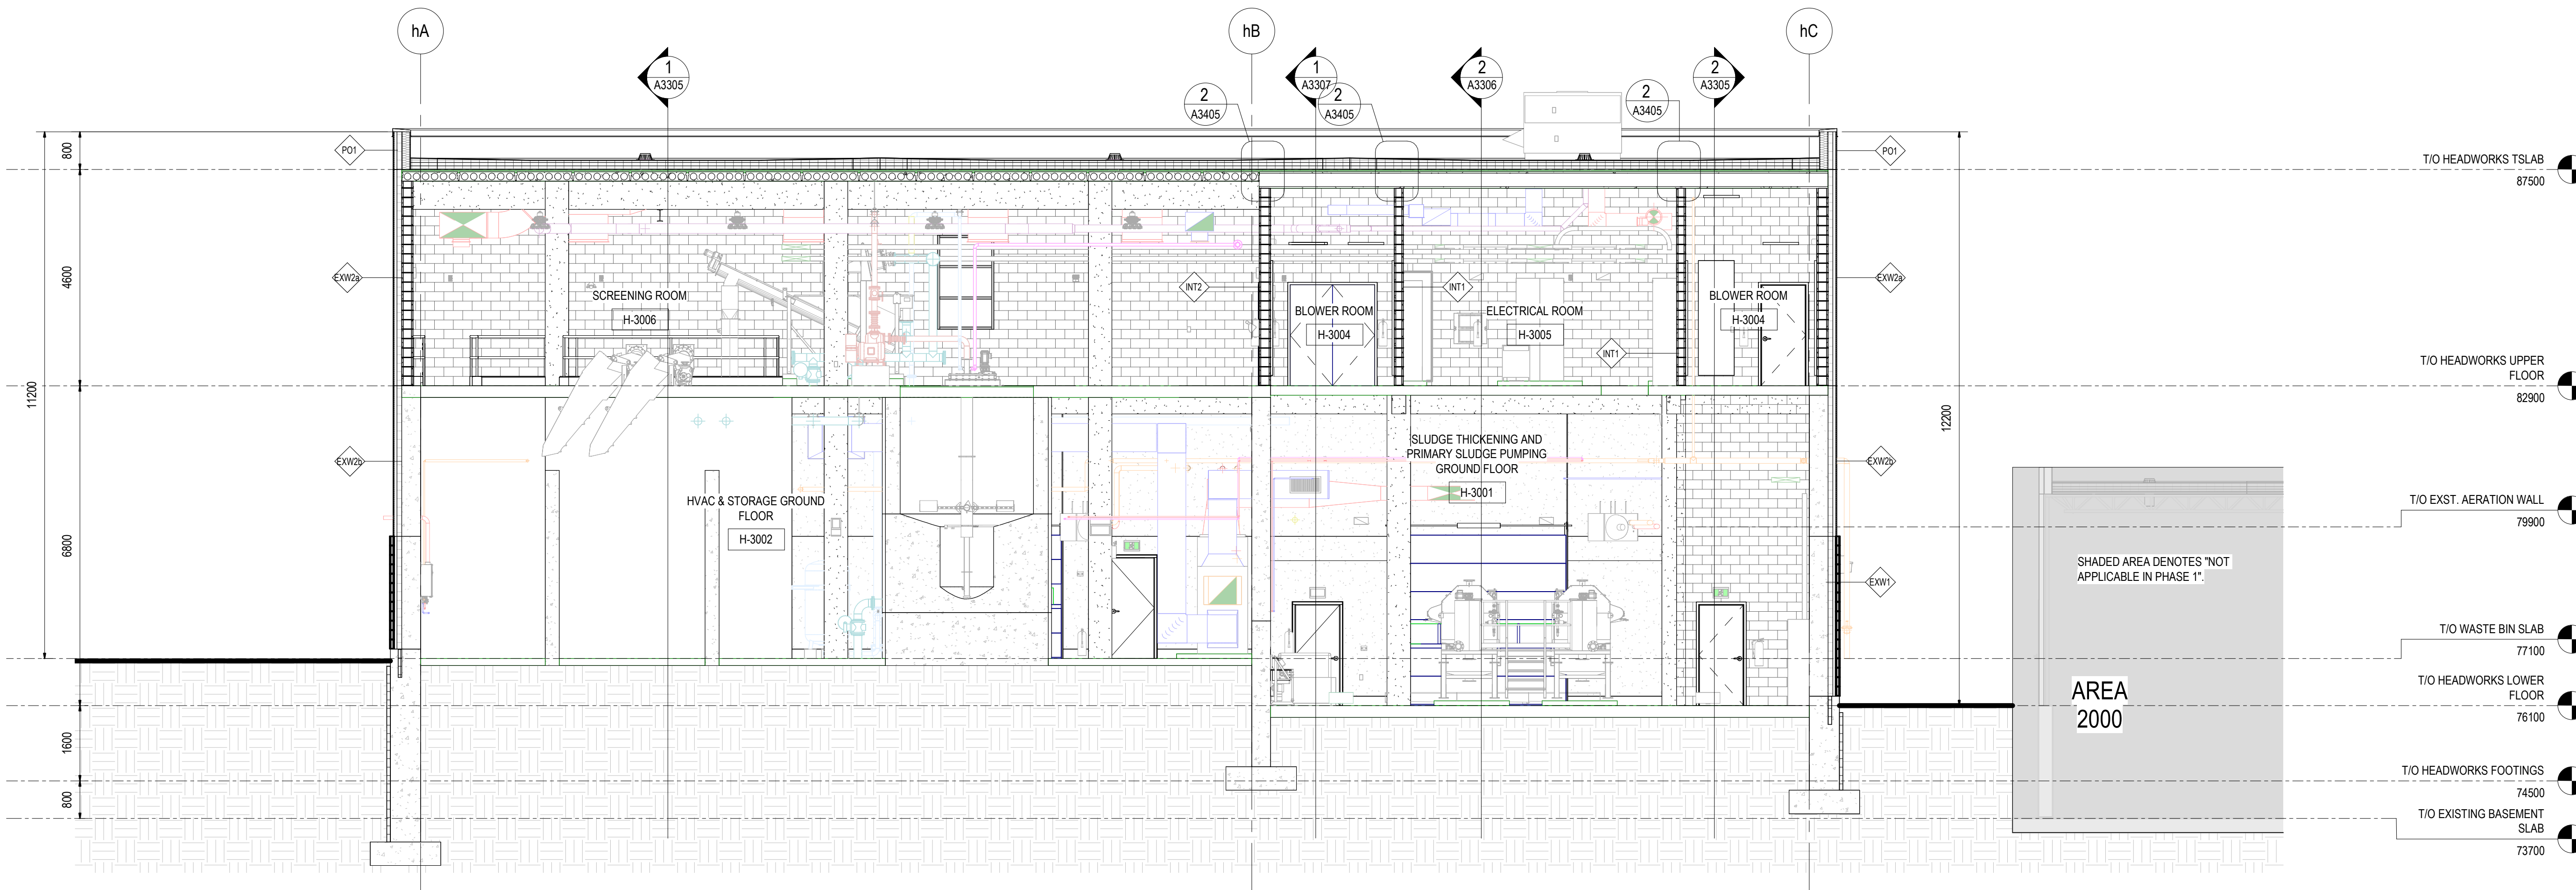 hA
hB
hC
1
A3305
2
A3405
1
A3307
2
A3405
2
A3306
2
A3405
2
A3305
800
4600
11200
6800
1600
800
12200
PO1
PO1
EXW2a
EXW2a
EXW2b
EXW2b
EXW1
INT2
INT1
INT1
SCREENING ROOM
H-3006
BLOWER ROOM
H-3004
ELECTRICAL ROOM
H-3005
BLOWER ROOM
H-3004
HVAC & STORAGE GROUND
FLOOR
H-3002
SLUDGE THICKENING AND
PRIMARY SLUDGE PUMPING
GROUND FLOOR
H-3001
SHADED AREA DENOTES "NOT
APPLICABLE IN PHASE 1".
AREA
2000
T/O HEADWORKS TSLAB
87500
T/O HEADWORKS UPPER
FLOOR
82900
T/O EXST. AERATION WALL
79900
T/O WASTE BIN SLAB
77100
T/O HEADWORKS LOWER
FLOOR
76100
T/O HEADWORKS FOOTINGS
74500
T/O EXISTING BASEMENT
SLAB
73700